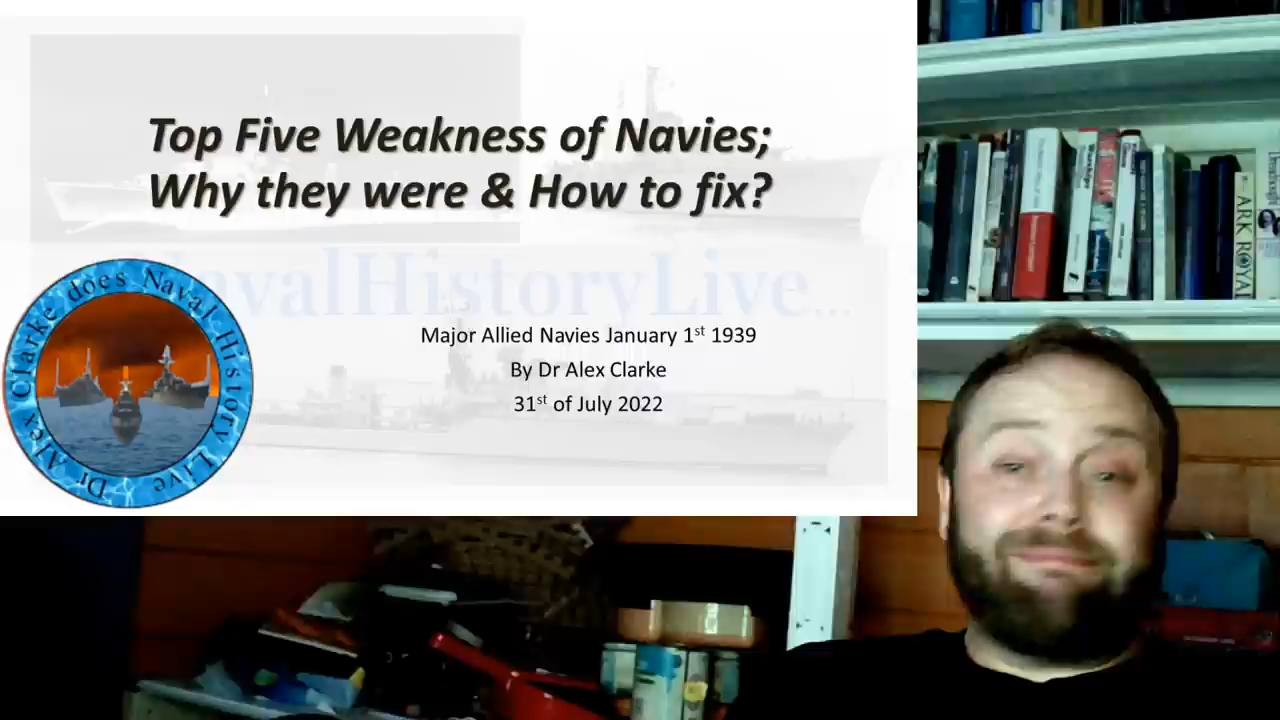 Top Five Weakness of Navies;
Why they were & How to fix?
NavalHistoryLive...
Major Allied Navies January 1st 1939
By Dr Alex Clarke
31st of July 2022
Dr Alex Clarke does Naval History Live
ARK ROYAL